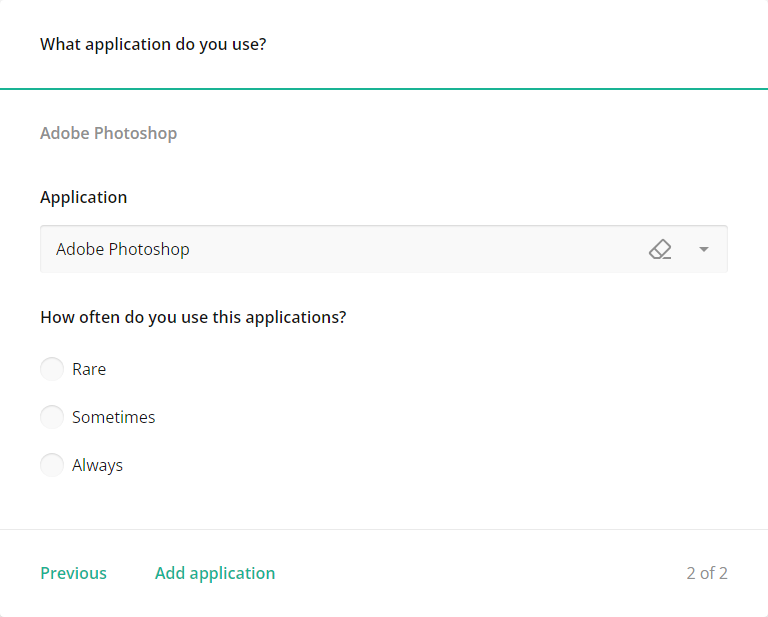 What application do you use?
Adobe Photoshop
Application
Adobe Photoshop
How often do you use this applications?
Rare
Sometimes
Always
Previous Add application 2 of 2